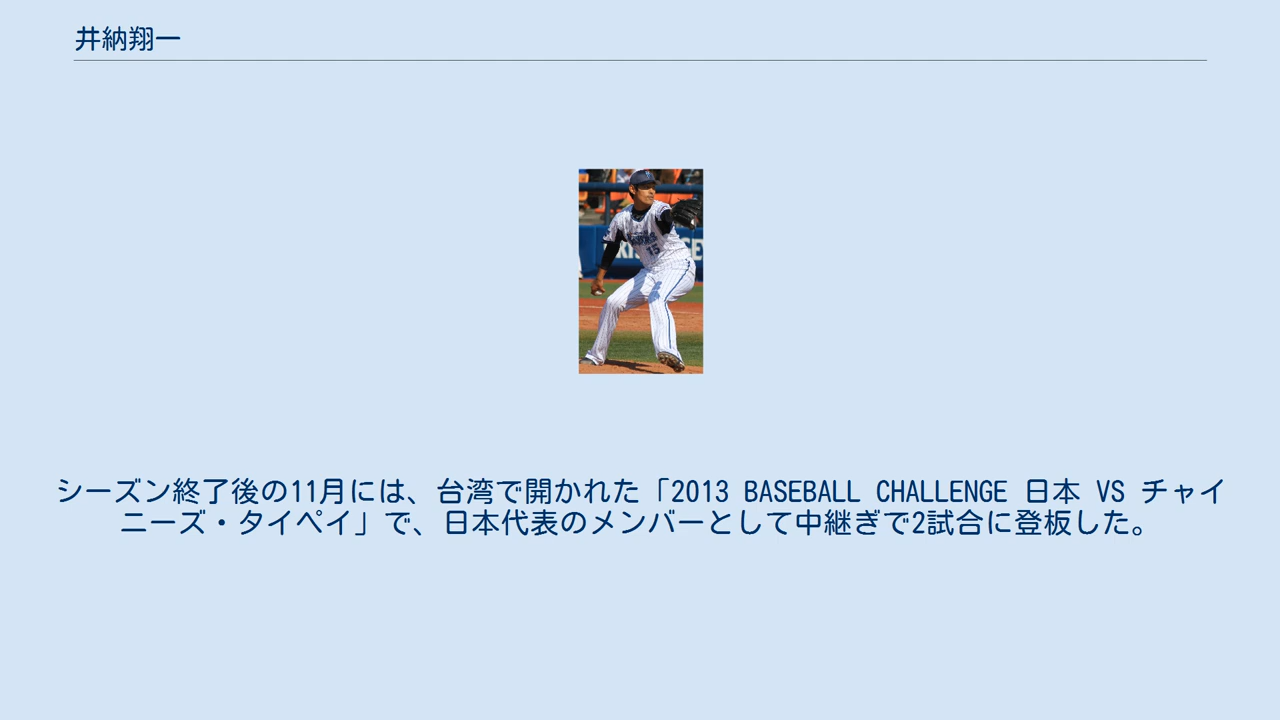 井納翔一
15
シーズン終了後の11月には、台湾で開かれた「2013 BASEBALL CHALLENGE 日本 VS チャイ
ニーズ・タイペイ」で、日本代表のメンバーとして中継ぎで2試合に登板した。